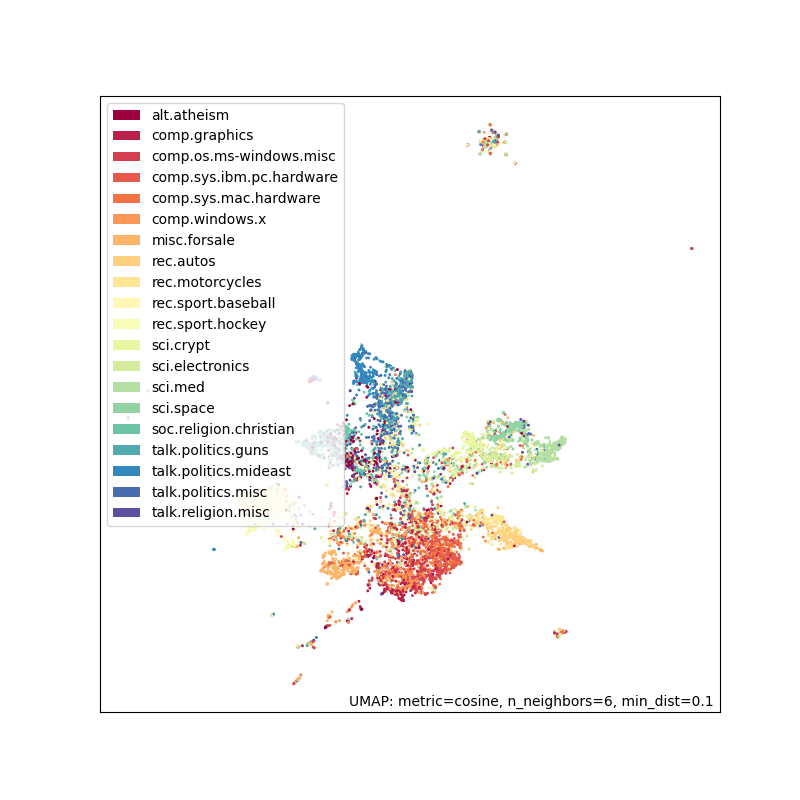 alt.atheism
comp.graphics
comp.os.ms-windows.misc
comp.sys.ibm.pc.hardware
comp.sys.mac.hardware
comp.windows.x
misc.forsale
rec.autos
rec.motorcycles
rec.sport.baseball
rec.sport.hockey
sci.crypt
sci.electronics
sci.med
sci.space
soc.religion.christian
talk.politics.guns
talk.politics.mideast
talk.politics.misc
talk.religion.misc
UMAP: metric=cosine, n_neighbors=6, min_dist=0.1